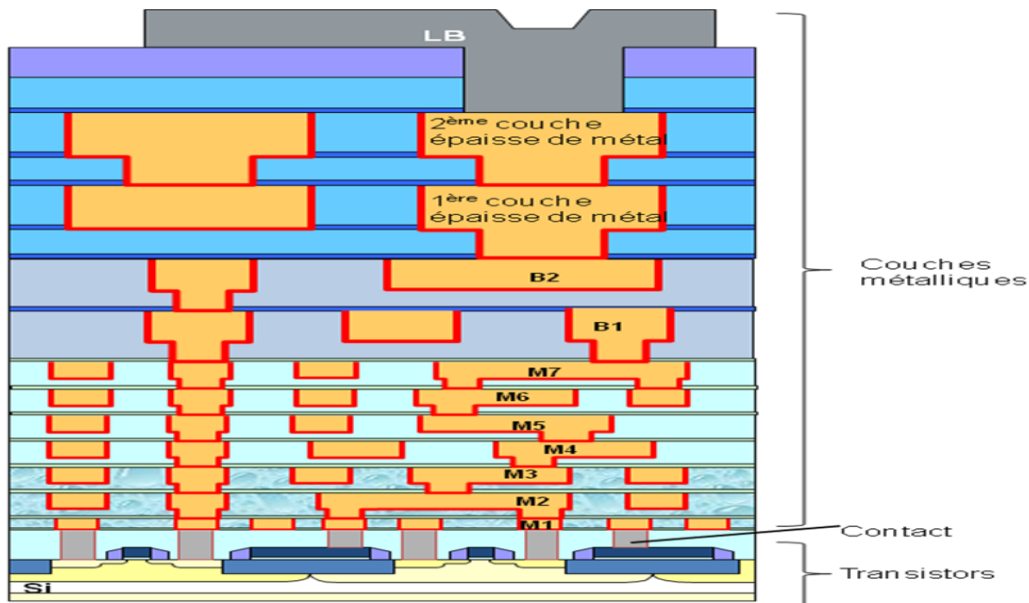 LB
2ème couche
épaisse de métal
1ère couche
épaisse de métal
B2
B1
M7
M6
M5
M4
M3
M2
M1
Si
Couches
métalliques
Contact
Transistors